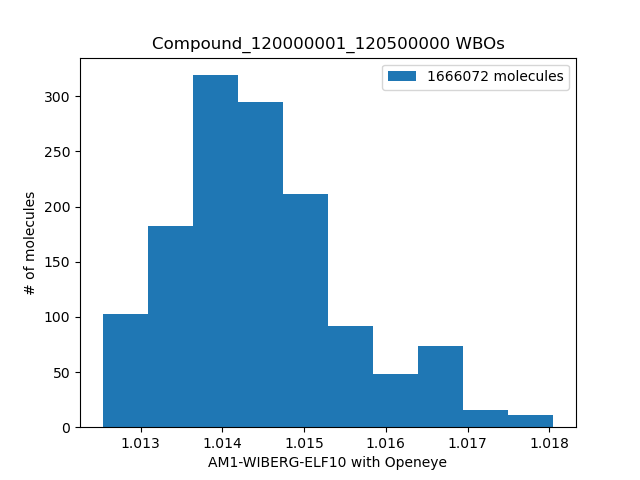 Compound_120000001_120500000 WBOs
1666072 molecules
# of molecules
300
250
200
150
100
50
0
1.013 1.014 1.015 1.016 1.017 1.018
AM1-WIBERG-ELF10 with Openeye